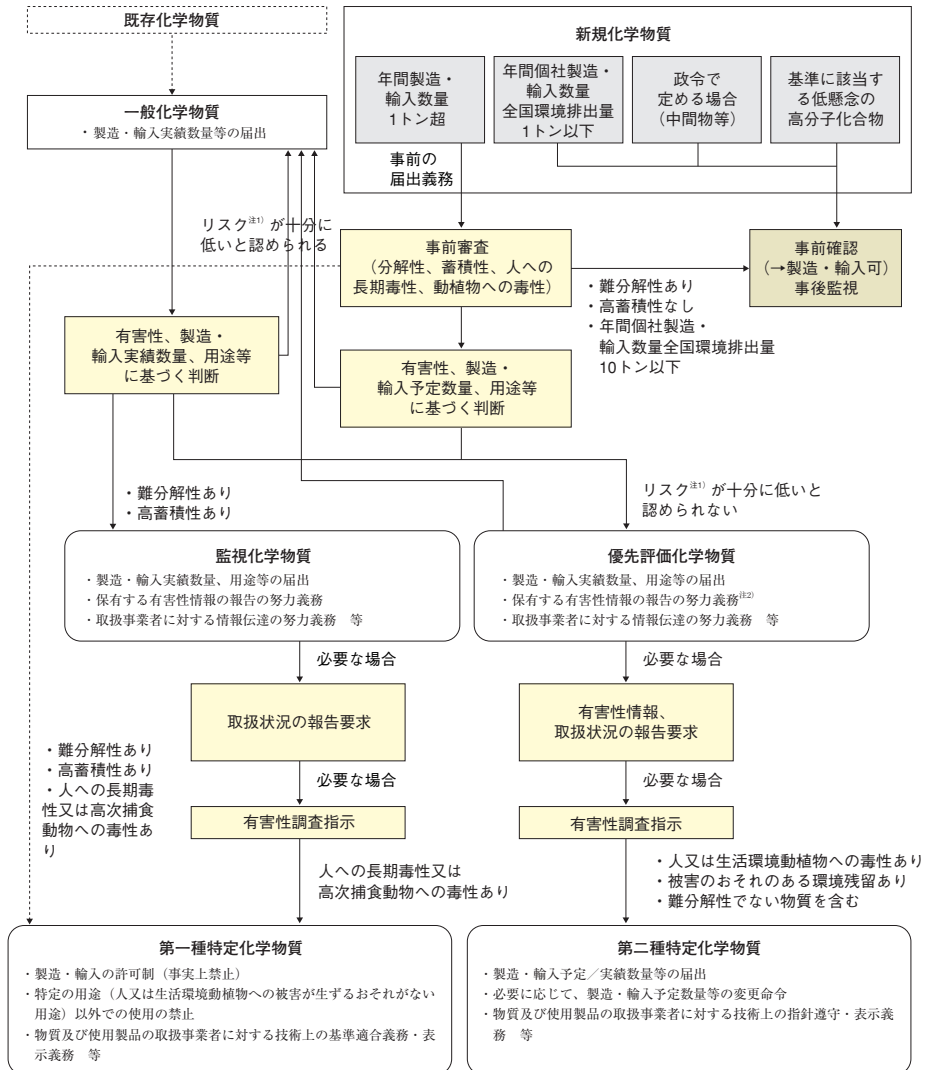 既存化学物質
新規化学物質
年間製造・
輸入数量
1トン超
年間個社製造・
輸入数量
全国環境排出量
1トン以下
政令で
定める場合
（中間物等）
基準に該当す
る低懸念の
高分子化合物
一般化学物質
・製造・輸入実績数量等の届出
事前の
届出義務
リスク注1）が十分に
低いと認められる
事前審査
（分解性、蓄積性、人への
長期毒性、動植物への毒性）
事前確認
（→製造・輸入可）
事後監視
・難分解性あり
・高蓄積性なし
・年間個社製造・
輸入数量全国環境排出量
10トン以下
有害性、製造・
輸入実績数量、用途等
に基づく判断
有害性、製造・
輸入予定数量、用途等
に基づく判断
・難分解性あり
・高蓄積性あり
リスク注1）が十分に低いと
認められない
監視化学物質
・製造・輸入実績数量、用途等の届出
・保有する有害性情報の報告の努力義務
・取扱事業者に対する情報伝達の努力義務　等
優先評価化学物質
・製造・輸入実績数量、用途等の届出
・保有する有害性情報の報告の努力義務注2）
・取扱事業者に対する情報伝達の努力義務　等
必要な場合
必要な場合
取扱状況の報告要求
有害性情報、
取扱状況の報告要求
・難分解性あり
・高蓄積性あり
・人への長期毒
性又は高次捕食
動物への毒性あ
り
必要な場合
必要な場合
有害性調査指示
有害性調査指示
人への長期毒性又は
高次捕食動物への毒性あり
・人又は生活環境動植物への毒性あり
・被害のおそれのある環境残留あり
・難分解性でない物質を含む
第一種特定化学物質
・製造・輸入の許可制（事実上禁止）
・特定の用途（人又は生活環境動植物への被害が生ずるおそれがない
用途）以外での使用の禁止
・物質及び使用製品の取扱事業者に対する技術上の基準適合義務・表
示義務　等
第二種特定化学物質
・製造・輸入予定／実績数量等の届出
・必要に応じて、製造・輸入予定数量等の変更命令
・物質及び使用製品の取扱事業者に対する技術上の指針遵守・表示義
務　等